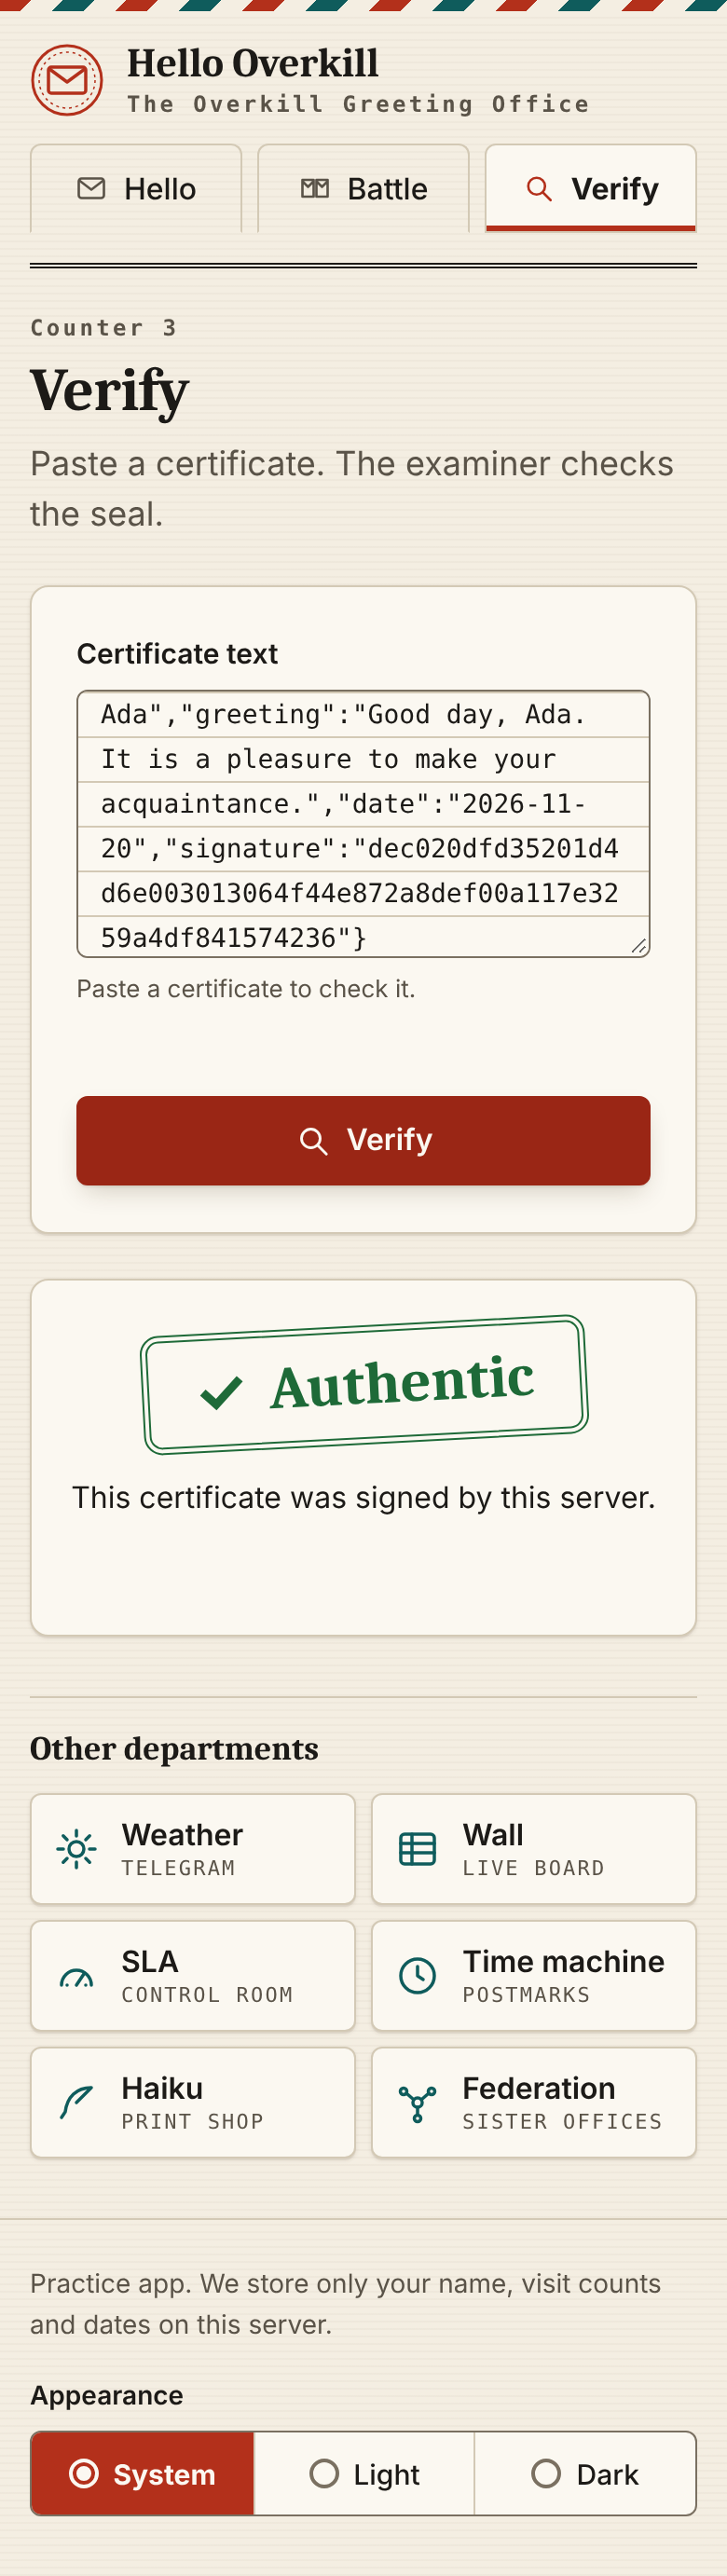 Hello Overkill
The Overkill Greeting Office
Hello
Battle
Verify
Counter 3
Verify
Paste a certificate. The examiner checks
the seal.
Certificate text
Ada","greeting":"Good day, Ada.
It is a pleasure to make your
acquaintance.","date":"2026-11-
20","signature":"dec020dfd35201d4
d6e003013064f44e872a8def00a117e32
59a4df841574236"}
Paste a certificate to check it.
Verify
Authentic
This certificate was signed by this server.
Other departments
Weather
TELEGRAM
Wall
LIVE BOARD
SLA
CONTROL ROOM
Time machine
POSTMARKS
Haiku
PRINT SHOP
Federation
SISTER OFFICES
Practice app. We store only your name, visit counts
and dates on this server.
Appearance
System
Light
Dark